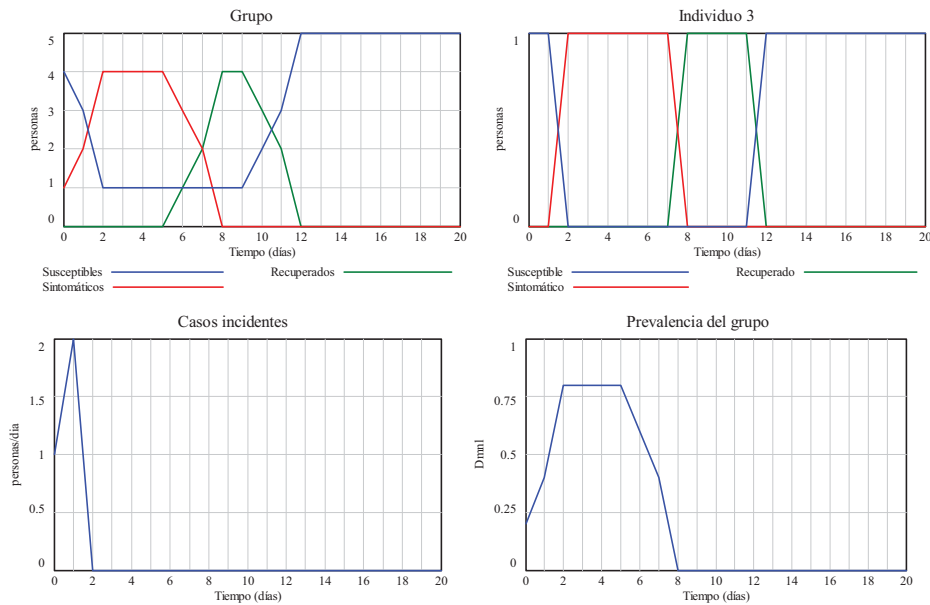 Grupo
5
4
3
2
1
0
personas
0 2 4 6 8 10 12 14 16 18 20
Tiempo (días)
Susceptibles
Recuperados
Sintomáticos
Individuo 3
1
0
personas
0 2 4 6 8 10 12 14 16 18 20
Tiempo (días)
Susceptible
Recuperado
Sintomático
Casos incidentes
2
1.5
1
0.5
0
personas/dia
0 2 4 6 8 10 12 14 16 18 20
Tiempo (días)
Prevalencia del grupo
1
0.75
0.5
0.25
0
Dmnl
0 2 4 6 8 10 12 14 16 18 20
Tiempo (días)